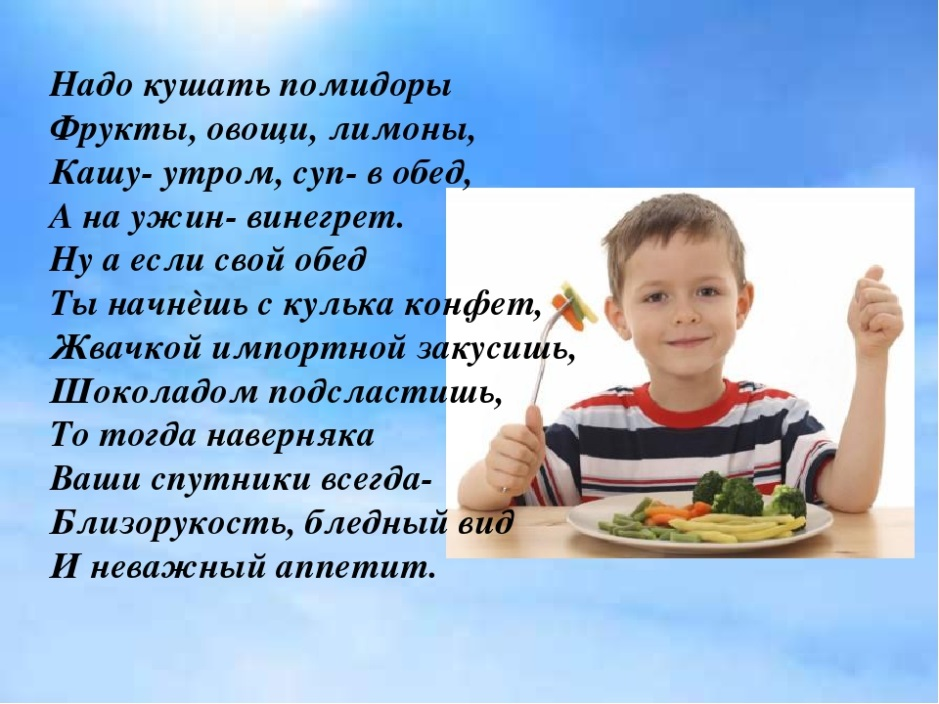 Надо кушать помидоры
Фрукты, овощи, лимоны,
Кашу- утром, суп- в обед,
А на ужин- винегрет.
Ну а если свой обед
Ты начнѐшь с кулька конфет,
Жвачкой импортной закусишь,
Шоколадом подсластишь,
То тогда наверняка
Ваши спутники всегда-
Близорукость, бледный вид
И неважный аппетит.